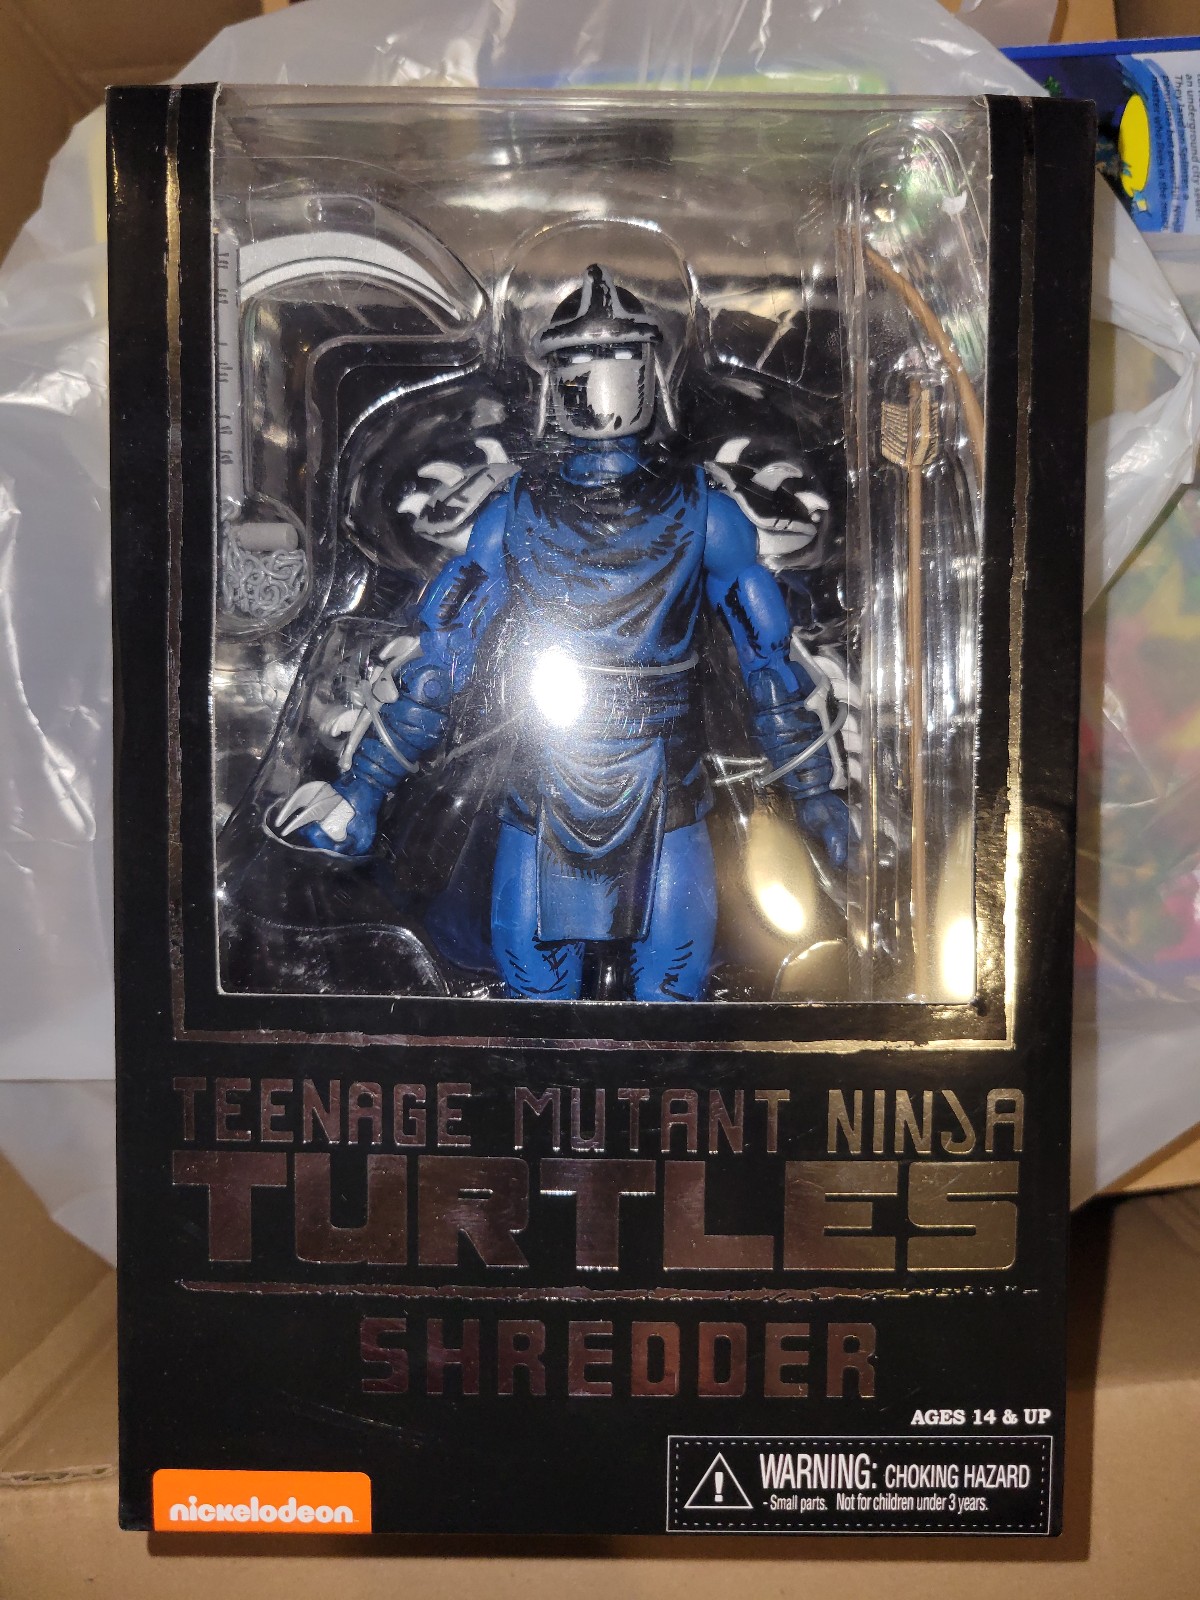 TEENAGE MUTANT NINJA
TURTLES
SHREDDER
AGES 14 & UP
WARNING: CHOKING HAZARD
- Small parts. Not for children under 3 years.
nickelodeon